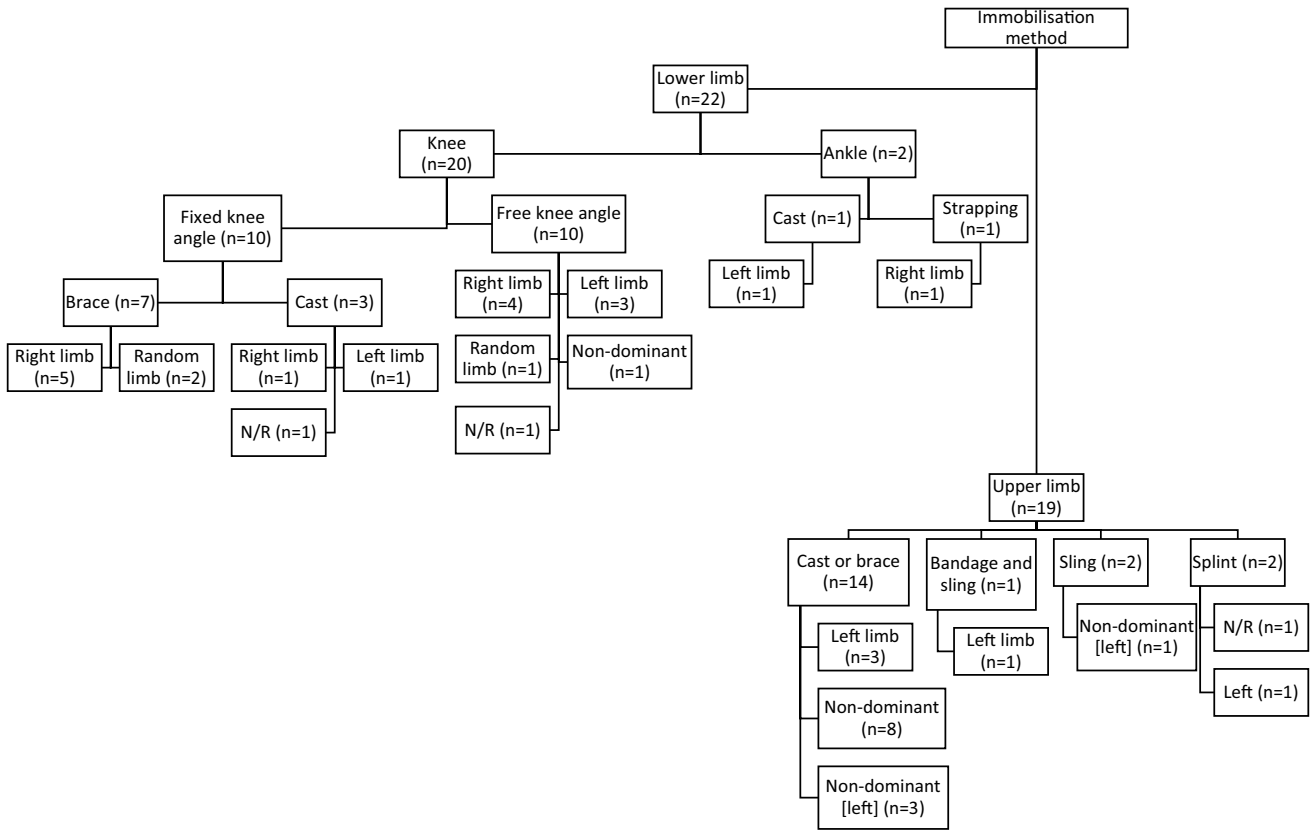 Immobilisation
method
Lower limb
(n=22)
Knee
(n=20)
Ankle (n=2)
Fixed knee
angle (n=10)
Free knee angle
(n=10)
Cast (n=1)
Strapping
(n=1)
Left limb
(n=1)
Right limb
(n=1)
Brace (n=7)
Cast (n=3)
Right limb
(n=4)
Left limb
(n=3)
Right limb
(n=5)
Random
limb (n=2)
Right limb
(n=1)
Left limb
(n=1)
Random
limb (n=1)
Non-dominant
(n=1)
N/R (n=1)
N/R (n=1)
Upper limb
(n=19)
Cast or brace
(n=14)
Bandage and
sling (n=1)
Sling (n=2)
Splint (n=2)
Left limb
(n=3)
Left limb
(n=1)
Non-dominant
[left] (n=1)
N/R (n=1)
Left (n=1)
Non-dominant
(n=8)
Non-dominant
[left] (n=3)